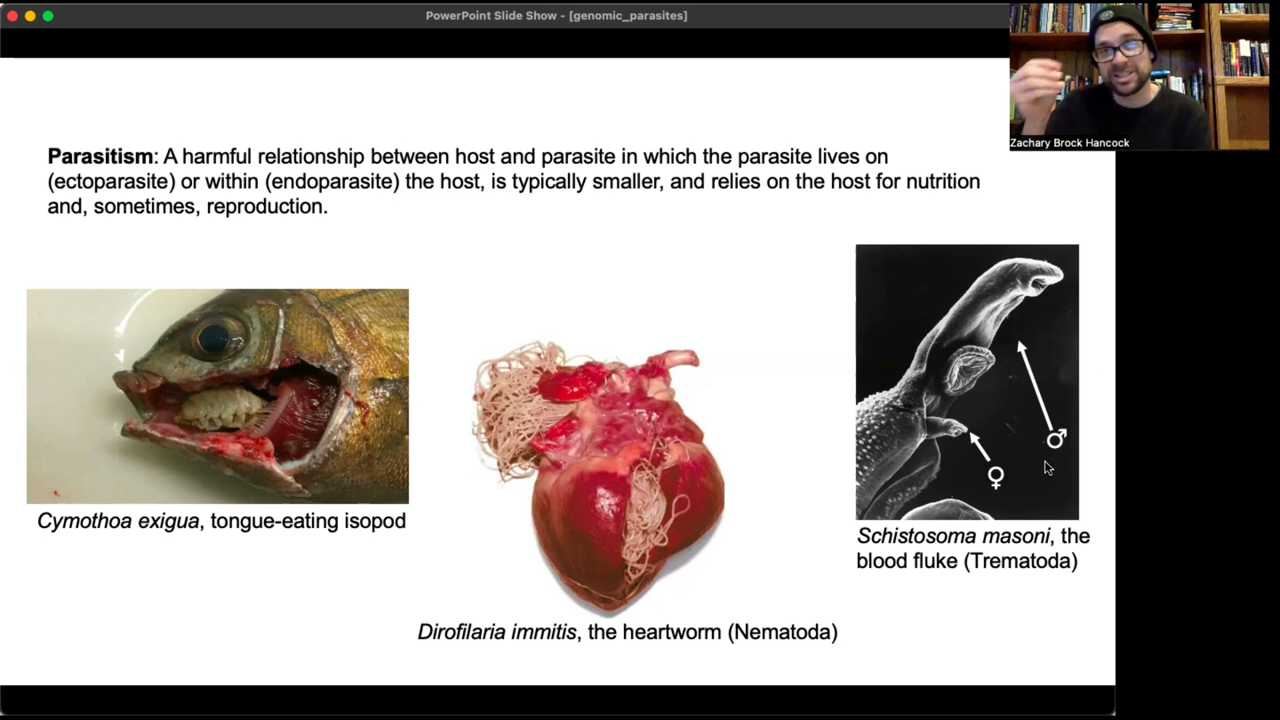 PowerPoint Slide Show - [genomic_parasites]
Zachary Brock Hancock
Parasitism: A harmful relationship between host and parasite in which the parasite lives on
(ectoparasite) or within (endoparasite) the host, is typically smaller, and relies on the host for nutrition
and, sometimes, reproduction.
Cymothoa exigua, tongue-eating isopod
Dirofilaria immitis, the heartworm (Nematoda)
Schistosoma masoni, the
blood fluke (Trematoda)